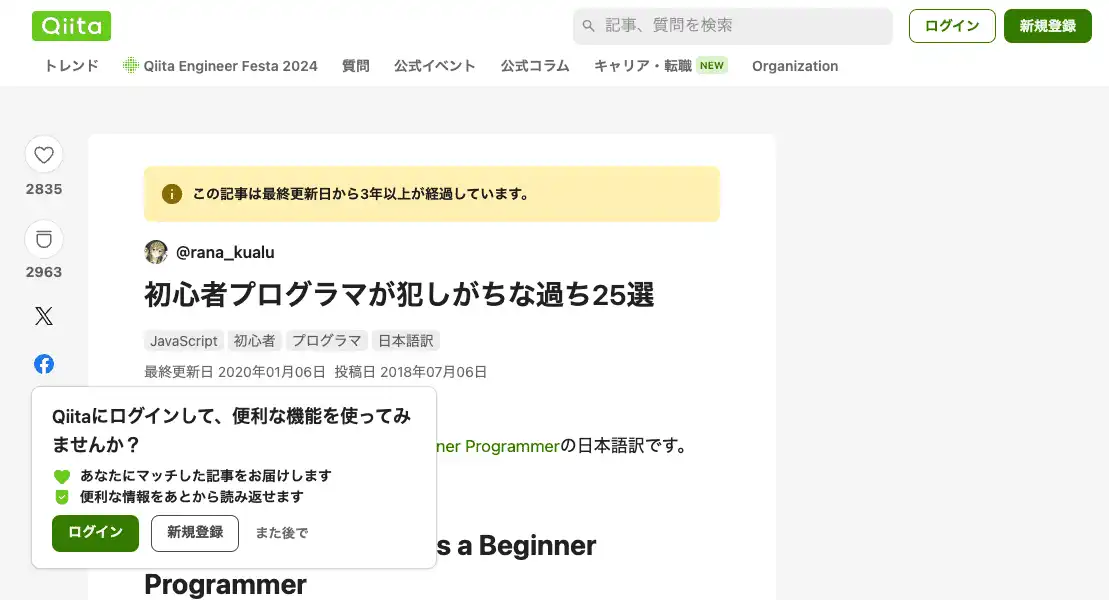 Qiita
記事、質問を検索
ログイン
新規登録
トレンド
Qiita Engineer Festa 2024
質問
公式イベント
公式コラム
キャリア・転職 NEW
Organization
2835
2963
この記事は最終更新日から3年以上が経過しています。
@rana_kualu
初心者プログラマが犯しがちな過ち25選
JavaScript 初心者 プログラマ 日本語訳
最終更新日 2020年01月06日 投稿日 2018年07月06日
ner Programmerの日本語訳です。
s a Beginner
Programmer
Qiitaにログインして、便利な機能を使ってみ
ませんか？
あなたにマッチした記事をお届けします
便利な情報をあとから読み返せます
ログイン
新規登録
また後で